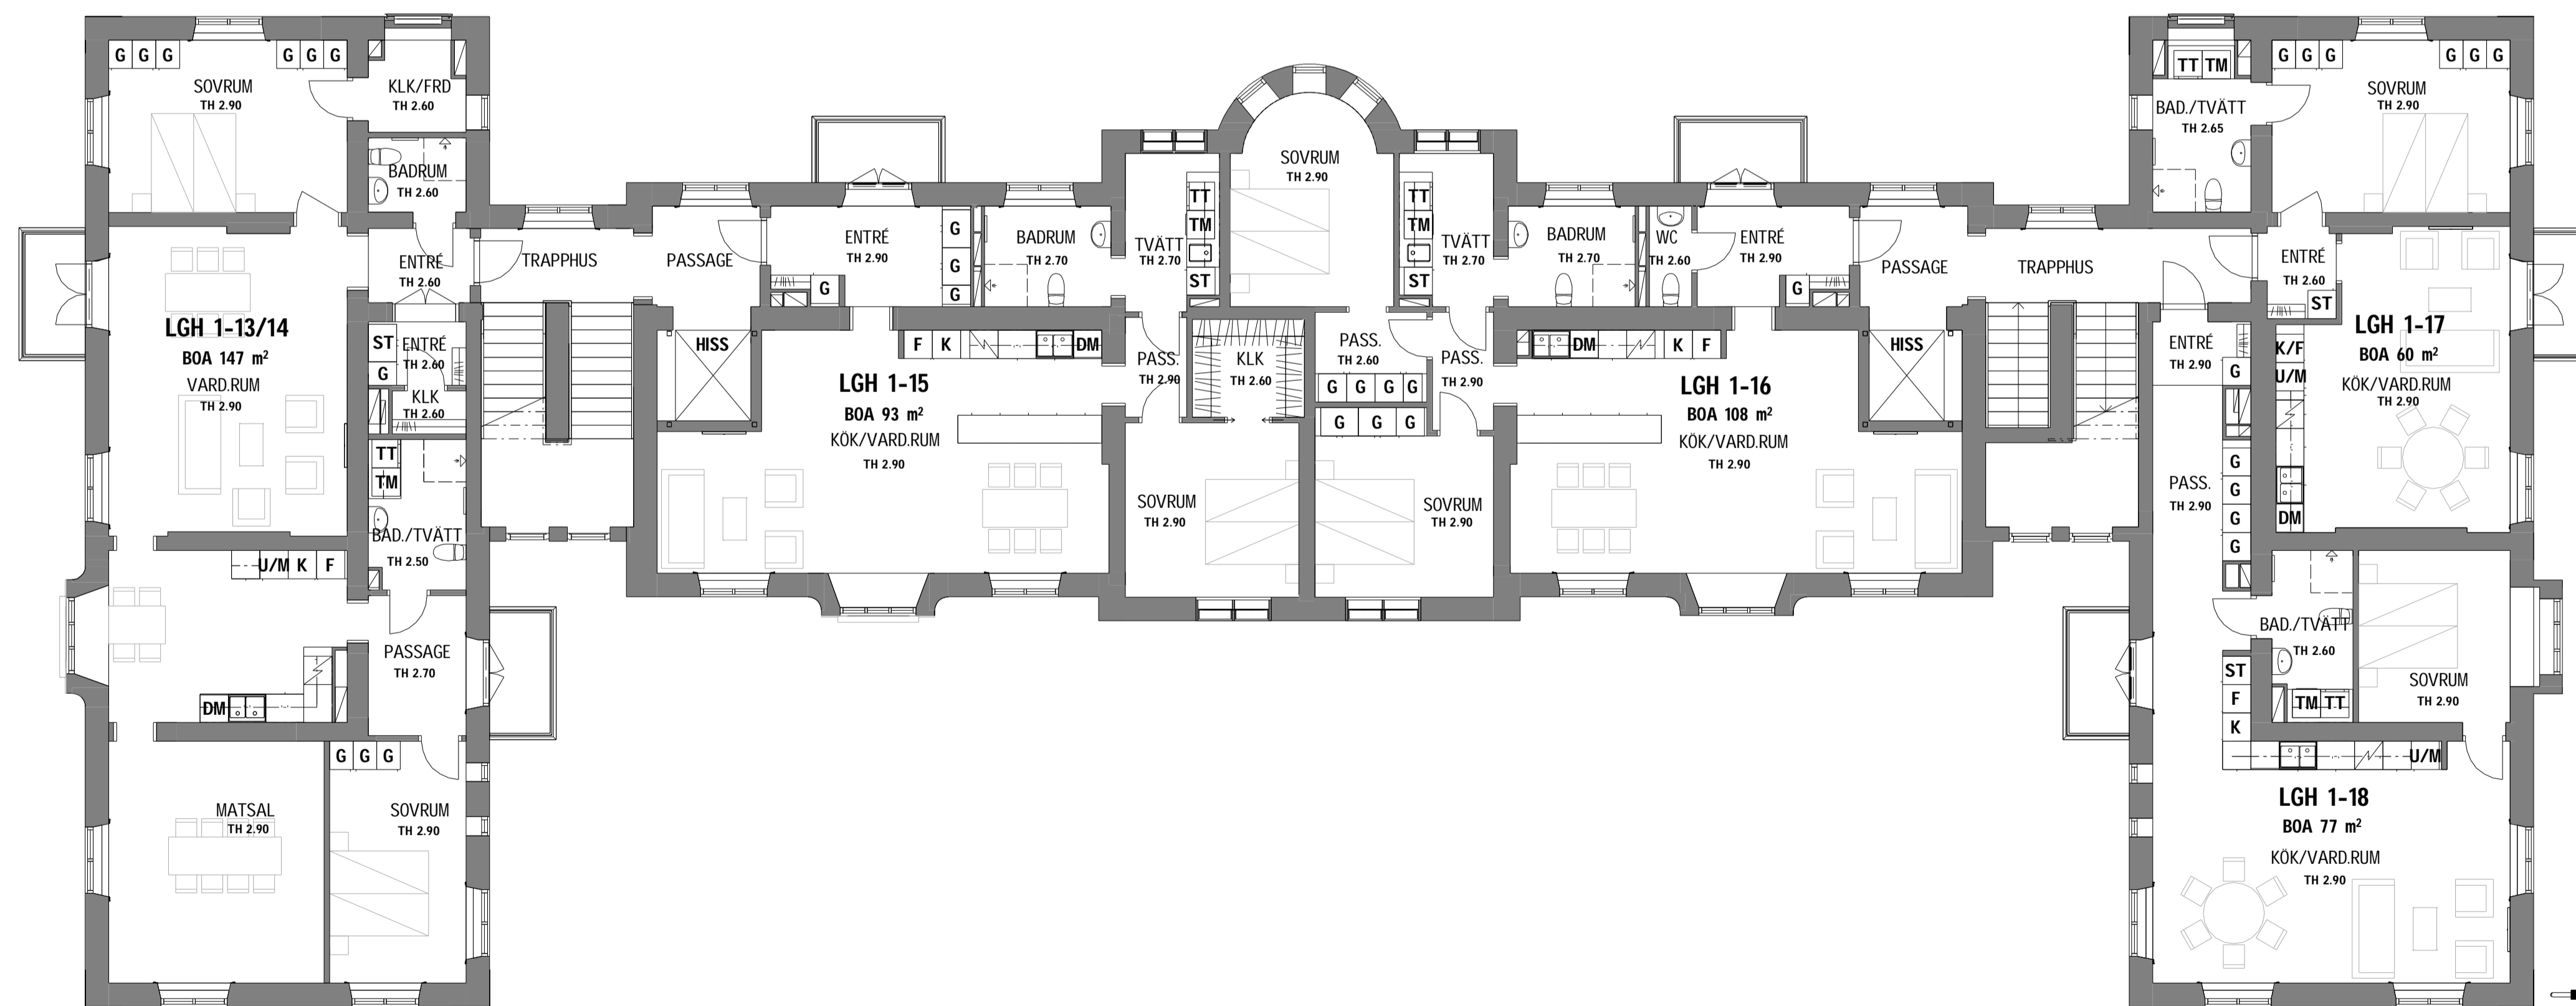 G G G
SOVRUM
TH 2.90
G G G
KLK/FRD
TH 2.60
BADRUM
TH 2.60
ENTRÉ
TH 2.60
TRAPPHUS
LGH 1-13/14
BOA 147 m²
VARD.RUM
TH 2.90
ST
G
ENTRÉ
TH 2.60
KLK
TH 2.60
TT
TM
BAD./TVÄTT
TH 2.50
U/M K F
DM
PASSAGE
TH 2.70
MATSAL
TH 2.90
G G G
SOVRUM
TH 2.90
PASSAGE
HISS
ENTRÉ
TH 2.90
G
G
G
G
BADRUM
TH 2.70
TVÄTT
TH 2.70
TT
TM
ST
F K
DM
LGH 1-15
BOA 93 m²
KÖK/VARD.RUM
TH 2.90
PASS.
TH 2.90
KLK
TH 2.60
SOVRUM
TH 2.90
SOVRUM
TH 2.90
PASS.
TH 2.60
G G G G
G G G
SOVRUM
TH 2.90
TT
TM
ST
TVÄTT
TH 2.70
PASS.
TH 2.90
BADRUM
TH 2.70
WC
TH 2.60
ENTRÉ
TH 2.90
G
DM
K F
LGH 1-16
BOA 108 m²
KÖK/VARD.RUM
TH 2.90
HISS
PASSAGE
TRAPPHUS
TT TM
BAD./TVÄTT
TH 2.65
G G G
G G G
SOVRUM
TH 2.90
ENTRÉ
TH 2.60
ST
LGH 1-17
BOA 60 m²
KÖK/VARD.RUM
TH 2.90
K/F
U/M
DM
ENTRÉ
TH 2.90
G
PASS.
TH 2.90
G
G
G
G
BAD./TVÄTT
TH 2.60
TM TT
SOVRUM
TH 2.90
ST
F
K
U/M
LGH 1-18
BOA 77 m²
KÖK/VARD.RUM
TH 2.90